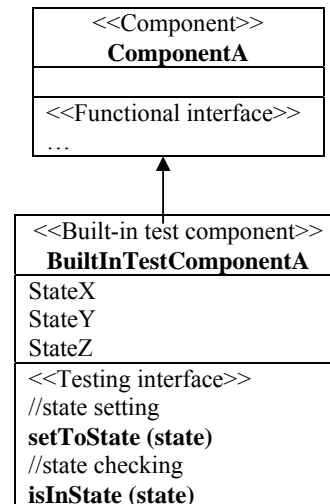 <<Component>>
ComponentA
<<Functional interface>>
…
<<Built-in test component>>
BuiltInTestComponentA
StateX
StateY
StateZ
<<Testing interface>>
//state setting
setToState (state)
//state checking
isInState (state)